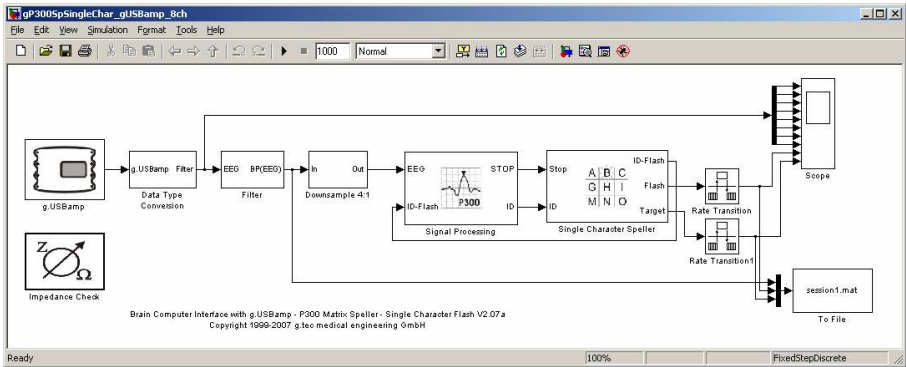 gP300SpSingleChar_gUSBamp_8ch
File Edit View Simulation Format Tools Help
1000 Normal
g.USBamp
g.USBamp Filter
Data Type
Conversion
EEG BP(EEG)
Filter
In Out
Downsample 4:1
EEG STOP
ID-Flash ID
P300
Signal Processing
Stop ID-Flash
Flash
ID Target
A B C
G H I
M N O
Single Character Speller
Rate Transition
Rate Transition1
Scope
Z Ω
Impedance Check
session1.mat
To File
Brain Computer Interface with g.USBamp - P300 Matrix Speller - Single Character Flash V2.07a
Copyright 1999-2007 g.tec medical engineering GmbH
Ready 100% FixedStepDiscrete